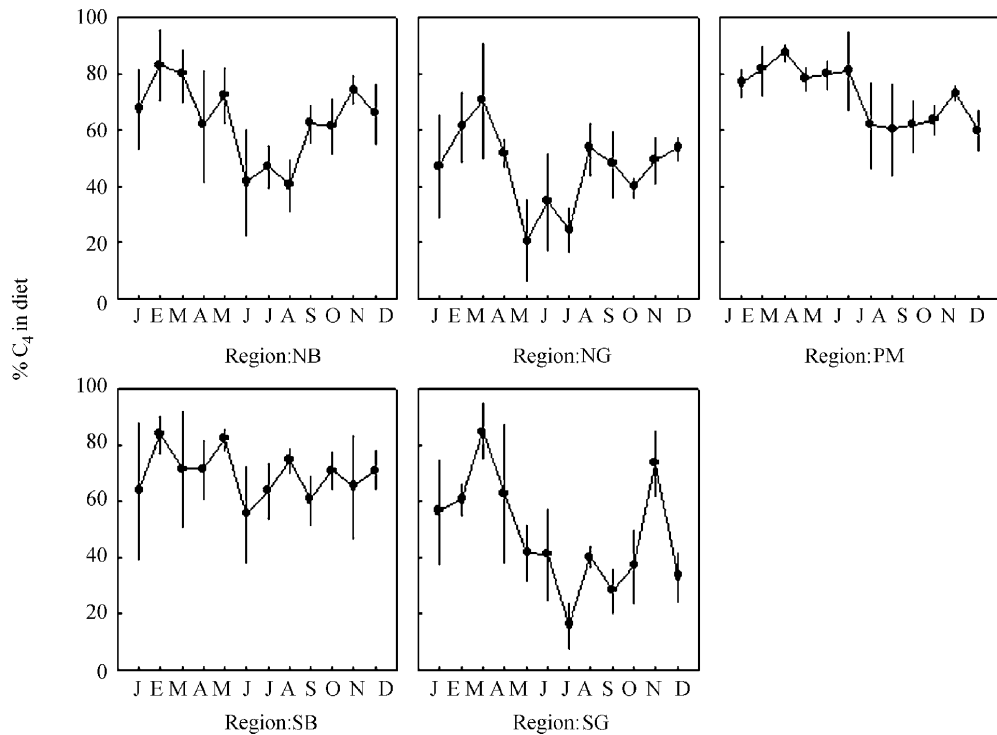 100
80
60
40
20
0
J E M A M J J A S O N D
J E M A M J J A S O N D
J E M A M J J A S O N D
Region:NB
Region:NG
Region:PM
% C4 in diet
100
80
60
40
20
0
J E M A M J J A S O N D
J E M A M J J A S O N D
Region:SB
Region:SG